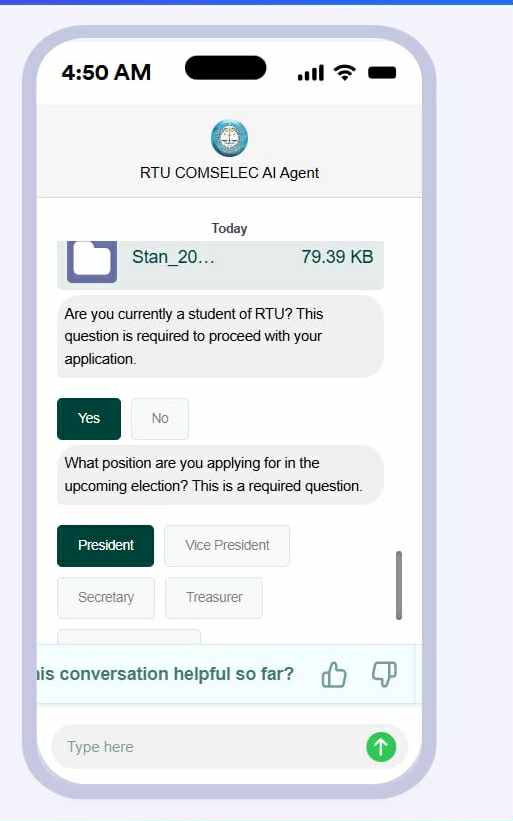 4:50 AM
RTU COMSELEC AI Agent
Today
Stan_20... 79.39 KB
Are you currently a student of RTU? This
question is required to proceed with your
application.
Yes No
What position are you applying for in the
upcoming election? This is a required question.
President Vice President
Secretary Treasurer
his conversation helpful so far?
Type here